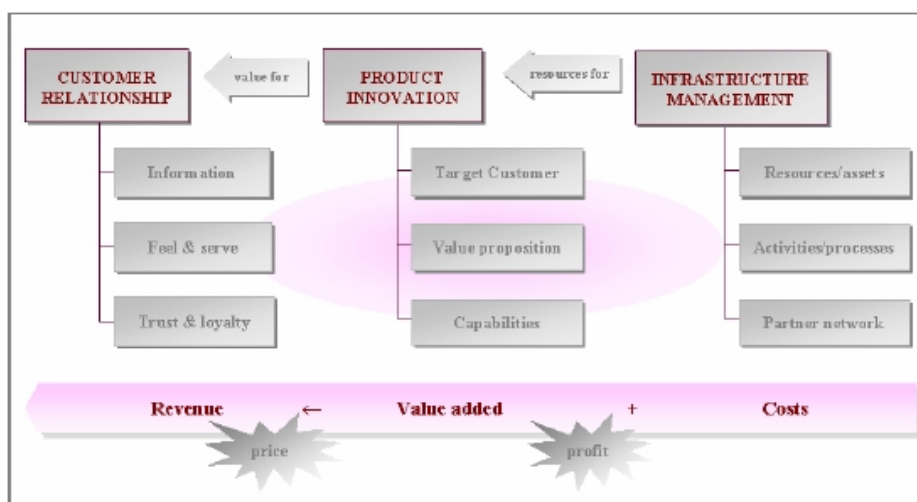 CUSTOMER
RELATIONSHIP
value for
PRODUCT
INNOVATION
resources for
INFRASTRUCTURE
MANAGEMENT
Information
Feel & serve
Trust & loyalty
Target Customer
Value proposition
Capabilities
Resources/assets
Activities/processes
Partner network
Revenue ← Value added + Costs
price
profit